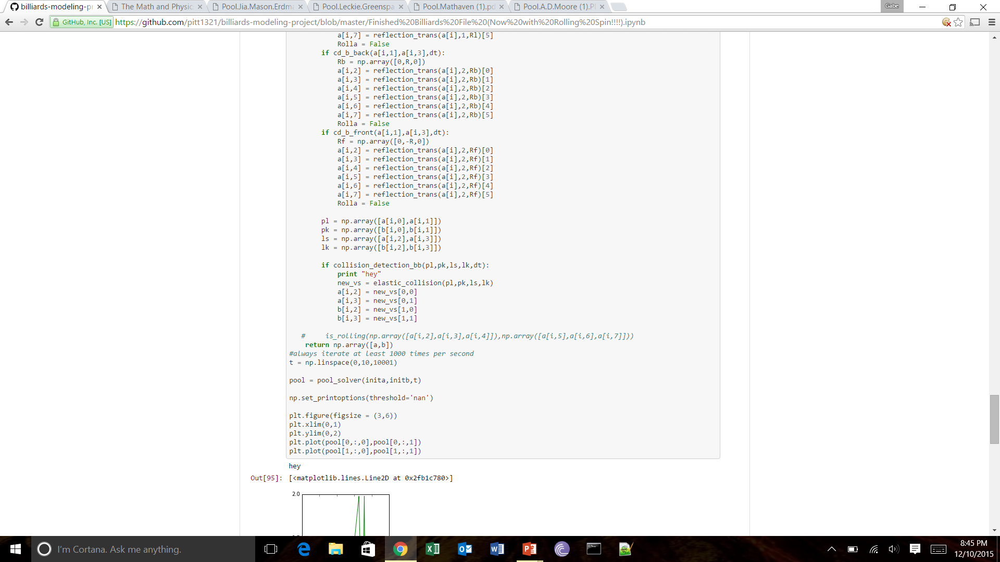 billiards-modeling-pr
The Math and Physic
Pool.Jia.Mason.Erdma
Pool.Leckie.Greenspa
Pool.Mathaven (1).pd
Pool.A.D.Moore (1).P
Gabe
GitHub, Inc. [US]
https://github.com/pitt1321/billiards-modeling-project/blob/master/Finished%20Billiards%20File%20(Now%20with%20Rolling%20Spin!!!!).ipynb
a[i,7] = reflection_trans(a[i],1,Rl)[5]
Rolla = False
if cd_b_back(a[i,1],a[i,3],dt):
Rb = np.array([0,R,0])
a[i,2] = reflection_trans(a[i],2,Rb)[0]
a[i,3] = reflection_trans(a[i],2,Rb)[1]
a[i,4] = reflection_trans(a[i],2,Rb)[2]
a[i,5] = reflection_trans(a[i],2,Rb)[3]
a[i,6] = reflection_trans(a[i],2,Rb)[4]
a[i,7] = reflection_trans(a[i],2,Rb)[5]
Rolla = False
if cd_b_front(a[i,1],a[i,3],dt):
Rf = np.array([0,-R,0])
a[i,2] = reflection_trans(a[i],2,Rf)[0]
a[i,3] = reflection_trans(a[i],2,Rf)[1]
a[i,4] = reflection_trans(a[i],2,Rf)[2]
a[i,5] = reflection_trans(a[i],2,Rf)[3]
a[i,6] = reflection_trans(a[i],2,Rf)[4]
a[i,7] = reflection_trans(a[i],2,Rf)[5]
Rolla = False
pl = np.array([a[i,0],a[i,1]])
pk = np.array([b[i,0],b[i,1]])
ls = np.array([a[i,2],a[i,3]])
lk = np.array([b[i,2],b[i,3]])
if collision_detection_bb(pl,pk,ls,lk,dt):
print "hey"
new_vs = elastic_collision(pl,pk,ls,lk)
a[i,2] = new_vs[0,0]
a[i,3] = new_vs[0,1]
b[i,2] = new_vs[1,0]
b[i,3] = new_vs[1,1]
# is_rolling(np.array([a[i,2],a[i,3],a[i,4]]),np.array([a[i,5],a[i,6],a[i,7]]))
return np.array([a,b])
#always iterate at least 1000 times per second
t = np.linspace(0,10,10001)
pool = pool_solver(inita,initb,t)
np.set_printoptions(threshold='nan')
plt.figure(figsize = (3,6))
plt.xlim(0,1)
plt.ylim(0,2)
plt.plot(pool[0,:,0],pool[0,:,1])
plt.plot(pool[1,:,0],pool[1,:,1])
hey
Out[95]: [<matplotlib.lines.Line2D at 0x2fb1c780>]
2.0
I'm Cortana. Ask me anything.
8:45 PM
12/10/2015